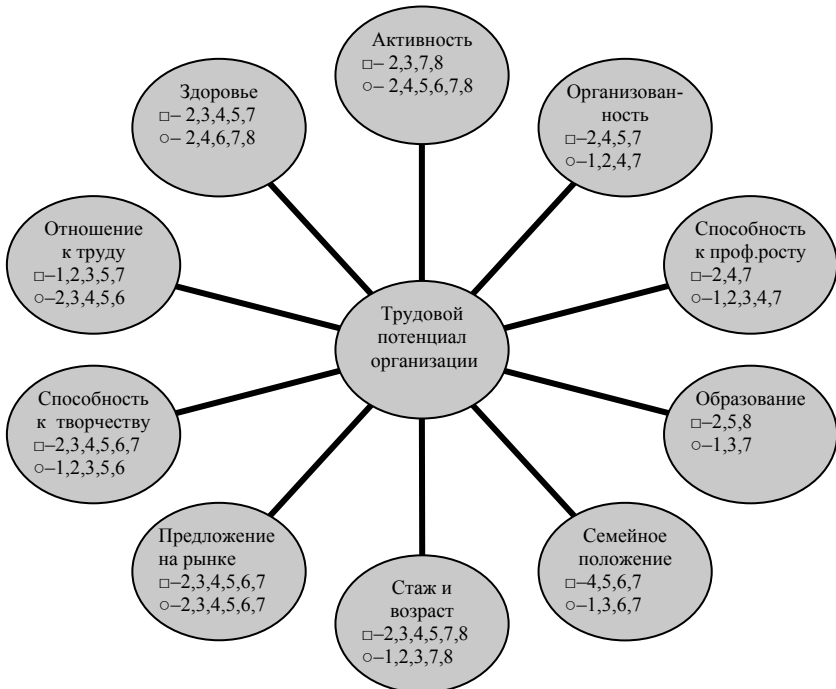 Активность
□– 2,3,7,8
○– 2,4,5,6,7,8
Здоровье
□– 2,3,4,5,7
○– 2,4,6,7,8
Организован-
ность
□–2,4,5,7
○–1,2,4,7
Отношение
к труду
□–1,2,3,5,7
○–2,3,4,5,6
Способность
к проф.росту
□–2,4,7
○–1,2,3,4,7
Трудовой
потенциал
организации
Способность
к творчеству
□–2,3,4,5,6,7
○–1,2,3,5,6
Образование
□–2,5,8
○–1,3,7
Предложение
на рынке
□–2,3,4,5,6,7
○–2,3,4,5,6,7
Семейное
положение
□–4,5,6,7
○–1,3,6,7
Стаж и
возраст
□–2,3,4,5,7,8
○–1,2,3,7,8